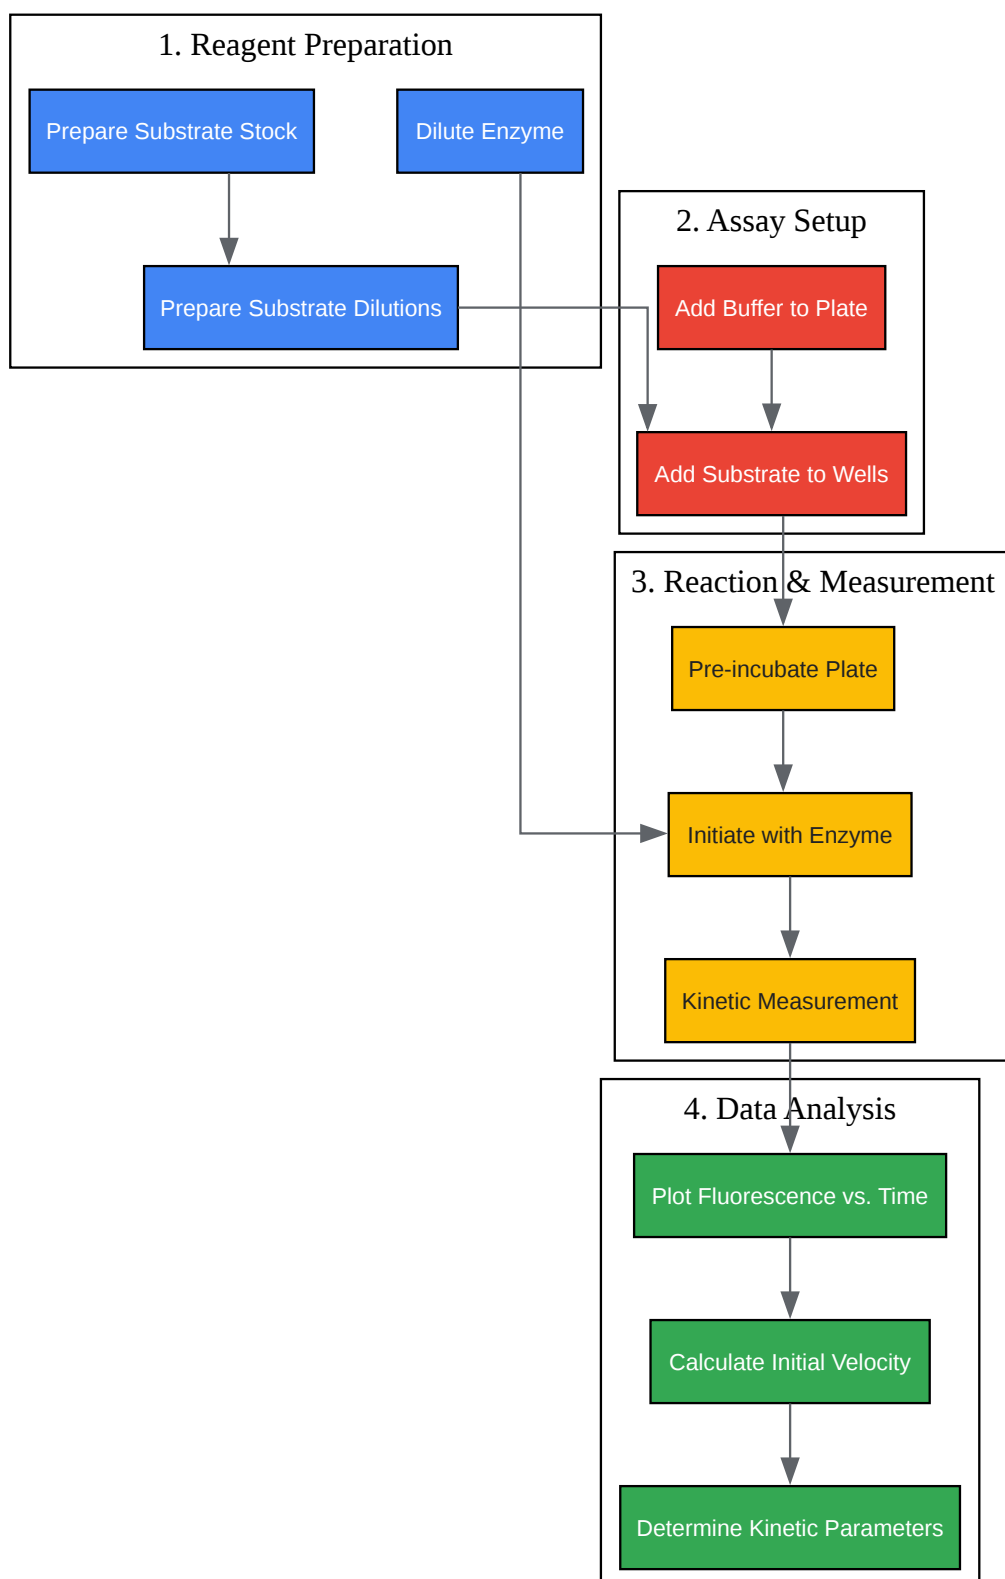 1. Reagent Preparation
Prepare Substrate Stock
Dilute Enzyme
Prepare Substrate Dilutions
2. Assay Setup
Add Buffer to Plate
Add Substrate to Wells
3. Reaction & Measurement
Pre-incubate Plate
Initiate with Enzyme
Kinetic Measurement
4. Data Analysis
Plot Fluorescence vs. Time
Calculate Initial Velocity
Determine Kinetic Parameters